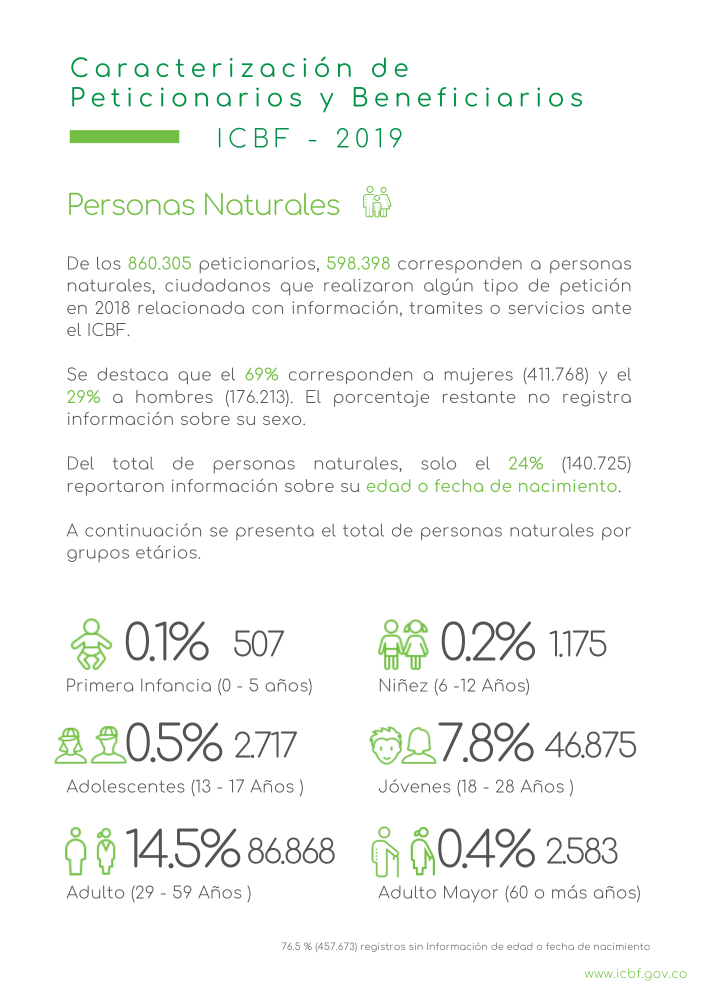 Caracterización de
Peticionarios y Beneficiarios
ICBF - 2019
Personas Naturales
De los 860.305 peticionarios, 598.398 corresponden a personas
naturales, ciudadanos que realizaron algún tipo de petición
en 2018 relacionada con información, tramites o servicios ante
el ICBF.
Se destaca que el 69% corresponden a mujeres (411.768) y el
29% a hombres (176.213). El porcentaje restante no registra
información sobre su sexo.
Del total de personas naturales, solo el 24% (140.725)
reportaron información sobre su edad o fecha de nacimiento.
A continuación se presenta el total de personas naturales por
grupos etários.
0.1% 507
Primera Infancia (0 - 5 años)
0.2% 1.175
Niñez (6 -12 Años)
0.5% 2.717
Adolescentes (13 - 17 Años )
7.8% 46.875
Jóvenes (18 - 28 Años )
14.5% 86.868
Adulto (29 - 59 Años )
0.4% 2.583
Adulto Mayor (60 o más años)
76.5 % (457.673) registros sin Información de edad o fecha de nacimiento
www.icbf.gov.co